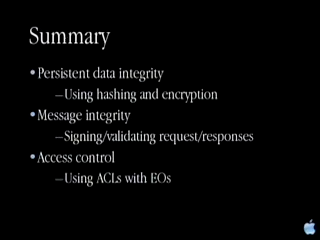 Summary
• Persistent data integrity
– Using hashing and encryption
• Message integrity
– Signing/validating request/responses
• Access control
– Using ACLs with EOs